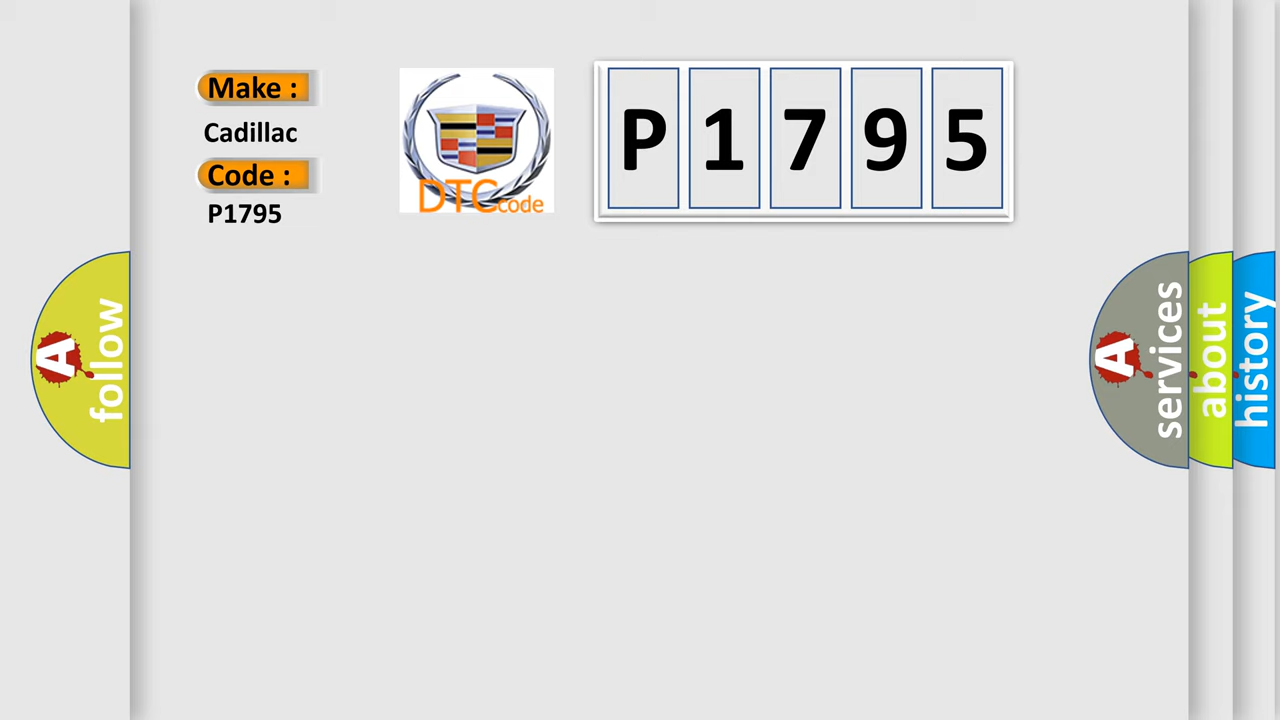 Make :
Cadillac
Code :
P1795
DTCcode
P 1 7 9 5
A follow
A services
about
history